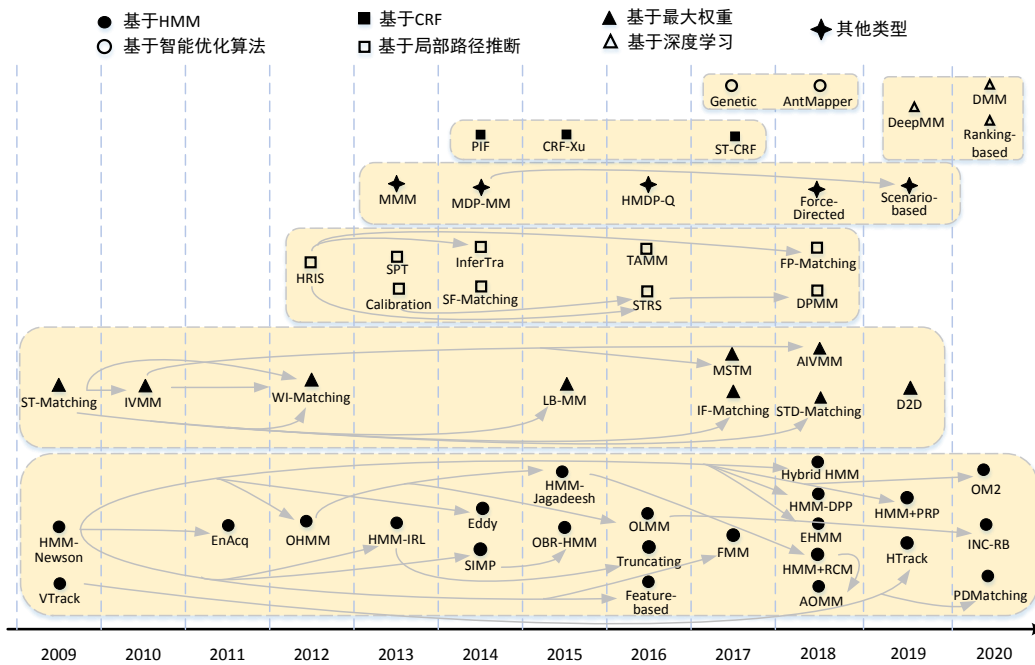 基于HMM
基于CRF
基于最大权重
其他类型
基于智能优化算法
基于局部路径推断
基于深度学习
Genetic
AntMapper
DMM
DeepMM
Ranking-
based
PIF
CRF-Xu
ST-CRF
MMM
MDP-MM
HMDP-Q
Force-
Directed
Scenario-
based
HRIS
SPT
InferTra
TAMM
FP-Matching
Calibration
SF-Matching
STRS
DPMM
ST-Matching
IVMM
WI-Matching
LB-MM
MSTM
AIVMM
IF-Matching
STD-Matching
D2D
HMM-
Newson
EnAcq
OHMM
HMM-IRL
Eddy
SIMP
HMM-
Jagadeesh
OBR-HMM
OLMM
Truncating
Feature-
based
FMM
Hybrid HMM
HMM-DPP
EHMM
HMM+RCM
AOMM
HMM+PRP
HTrack
OM2
INC-RB
PDMatching
VTrack
2009
2010
2011
2012
2013
2014
2015
2016
2017
2018
2019
2020